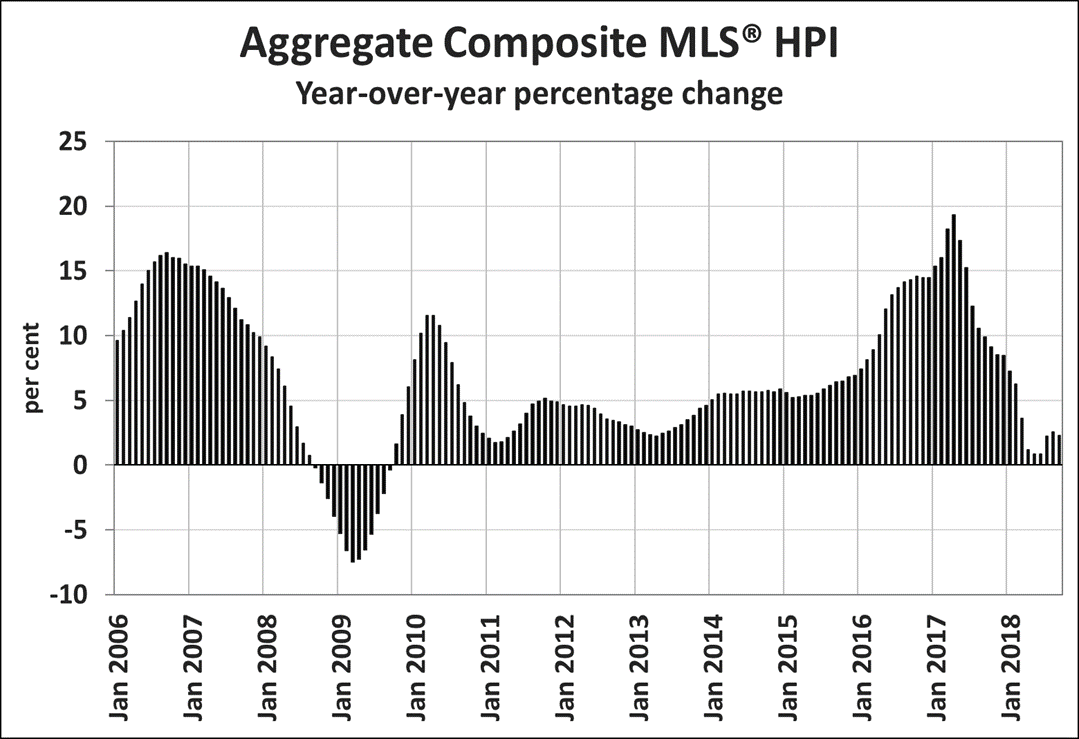 Aggregate Composite MLS® HPI
Year-over-year percentage change
per cent
25
20
15
10
5
0
-5
-10
Jan 2006
Jan 2007
Jan 2008
Jan 2009
Jan 2010
Jan 2011
Jan 2012
Jan 2013
Jan 2014
Jan 2015
Jan 2016
Jan 2017
Jan 2018